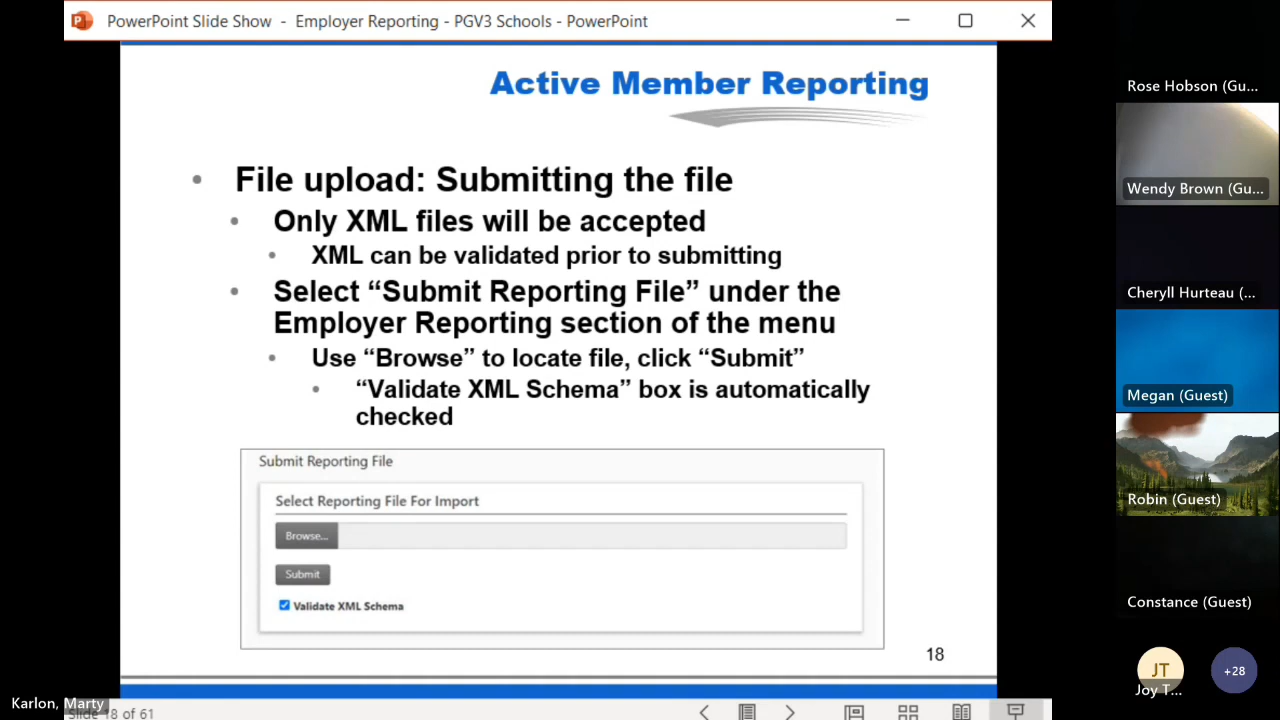 PowerPoint Slide Show - Employer Reporting - PGV3 Schools - PowerPoint
Active Member Reporting
• File upload: Submitting the file
• Only XML files will be accepted
• XML can be validated prior to submitting
• Select “Submit Reporting File” under the
Employer Reporting section of the menu
• Use “Browse” to locate file, click “Submit”
• “Validate XML Schema” box is automatically
checked
Submit Reporting File
Select Reporting File For Import
Browse...
Submit
Validate XML Schema
18
Slide 18 of 61
Karlon, Marty
Rose Hobson (Gu...
Wendy Brown (Gu...
Cheryll Hurteau (...
Megan (Guest)
Robin (Guest)
Constance (Guest)
JT
Joy T...
+28